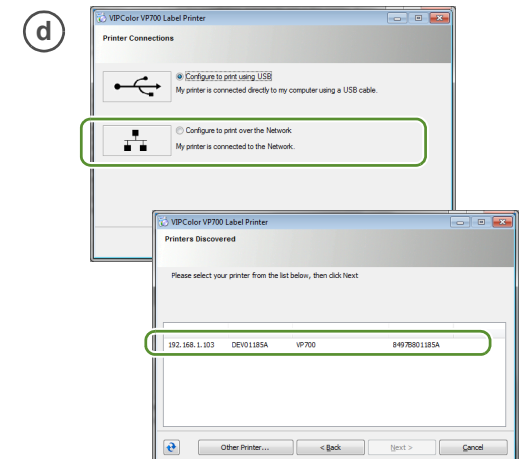 d
VIPColor VP700 Label Printer
Printer Connections
Configure to print using USB
My printer is connected directly to my computer using a USB cable.
Configure to print over the Network
My printer is connected to the Network.
VIPColor VP700 Label Printer
Printers Discovered
Please select your printer from the list below, then click Next
192.168.1.103 DEV01185A VP700 8497B801185A
Other Printer... < Back Next > Cancel